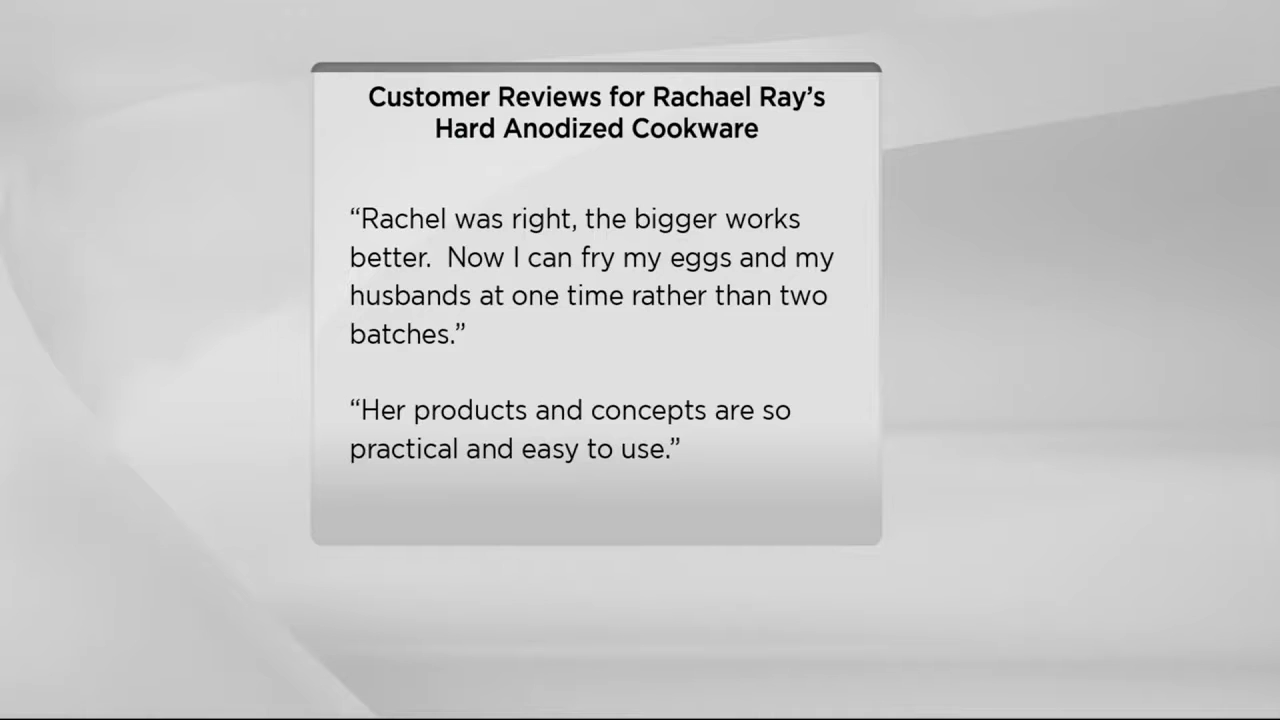 Customer Reviews for Rachael Ray’s
Hard Anodized Cookware
“Rachel was right, the bigger works
better.  Now I can fry my eggs and my
husbands at one time rather than two
batches.”
“Her products and concepts are so
practical and easy to use.”